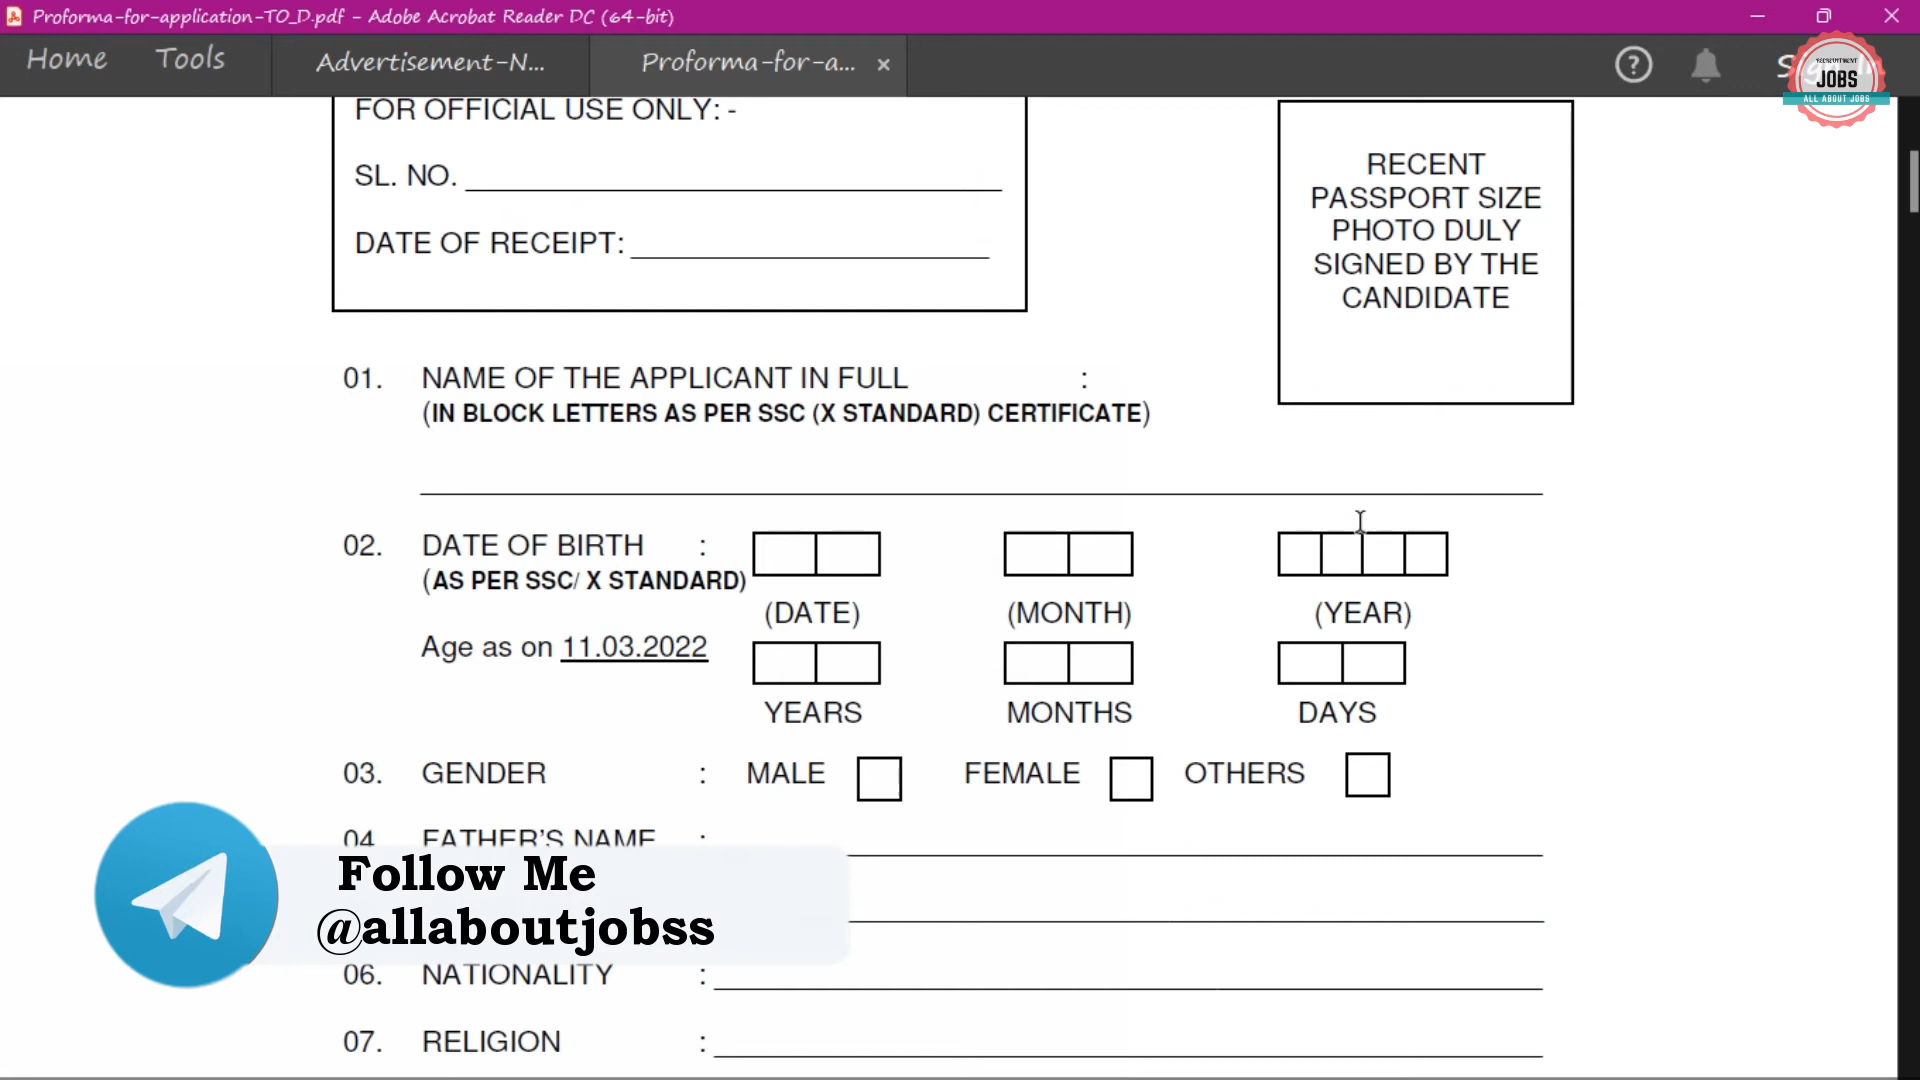 Proforma-for-application-TO_D.pdf - Adobe Acrobat Reader DC (64-bit)
Home
Tools
Advertisement-N...
Proforma-for-a...
RECRUITMENT
JOBS
ALL ABOUT JOBS
FOR OFFICIAL USE ONLY: -
SL. NO.
DATE OF RECEIPT:
RECENT
PASSPORT SIZE
PHOTO DULY
SIGNED BY THE
CANDIDATE
01. NAME OF THE APPLICANT IN FULL :
(IN BLOCK LETTERS AS PER SSC (X STANDARD) CERTIFICATE)
02. DATE OF BIRTH :
(AS PER SSC/ X STANDARD)
(DATE) (MONTH) (YEAR)
Age as on 11.03.2022
YEARS MONTHS DAYS
03. GENDER : MALE FEMALE OTHERS
04. FATHER'S NAME :
Follow Me
@allaboutjobss
06. NATIONALITY :
07. RELIGION :